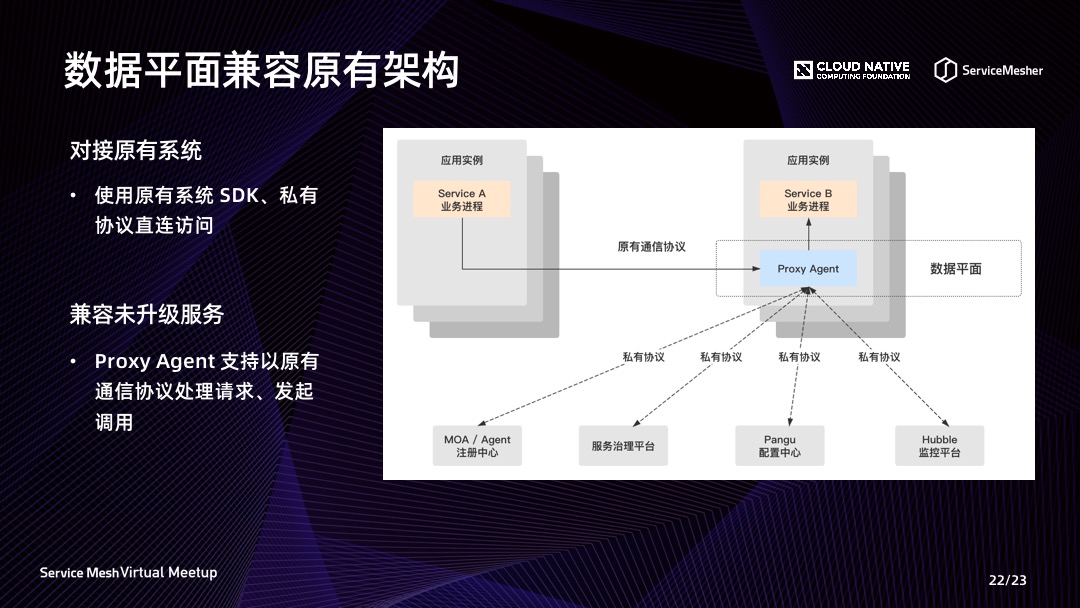 数据平面兼容原有架构
CLOUD NATIVE
COMPUTING FOUNDATION
ServiceMesher
对接原有系统
• 使用原有系统 SDK、私有
协议直连访问
兼容未升级服务
• Proxy Agent 支持以原有
通信协议处理请求、发起
调用
应用实例
Service A
业务进程
原有通信协议
应用实例
Service B
业务进程
Proxy Agent
数据平面
私有协议
私有协议
私有协议
私有协议
MOA / Agent
注册中心
服务治理平台
Pangu
配置中心
Hubble
监控平台
Service Mesh Virtual Meetup
22/23